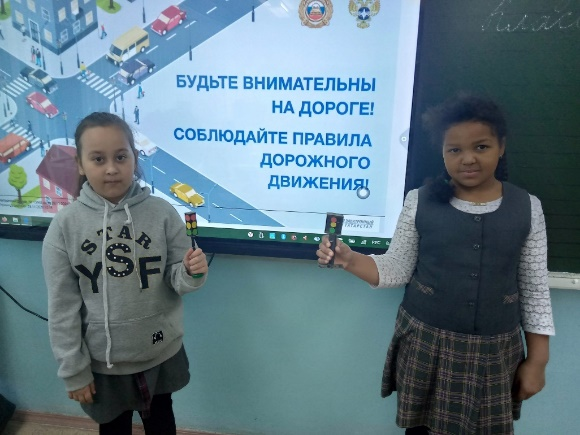 БУДЬТЕ ВНИМАТЕЛЬНЫ
НА ДОРОГЕ!
СОБЛЮДАЙТЕ ПРАВИЛА
ДОРОЖНОГО
ДВИЖЕНИЯ!
STAR
YSF